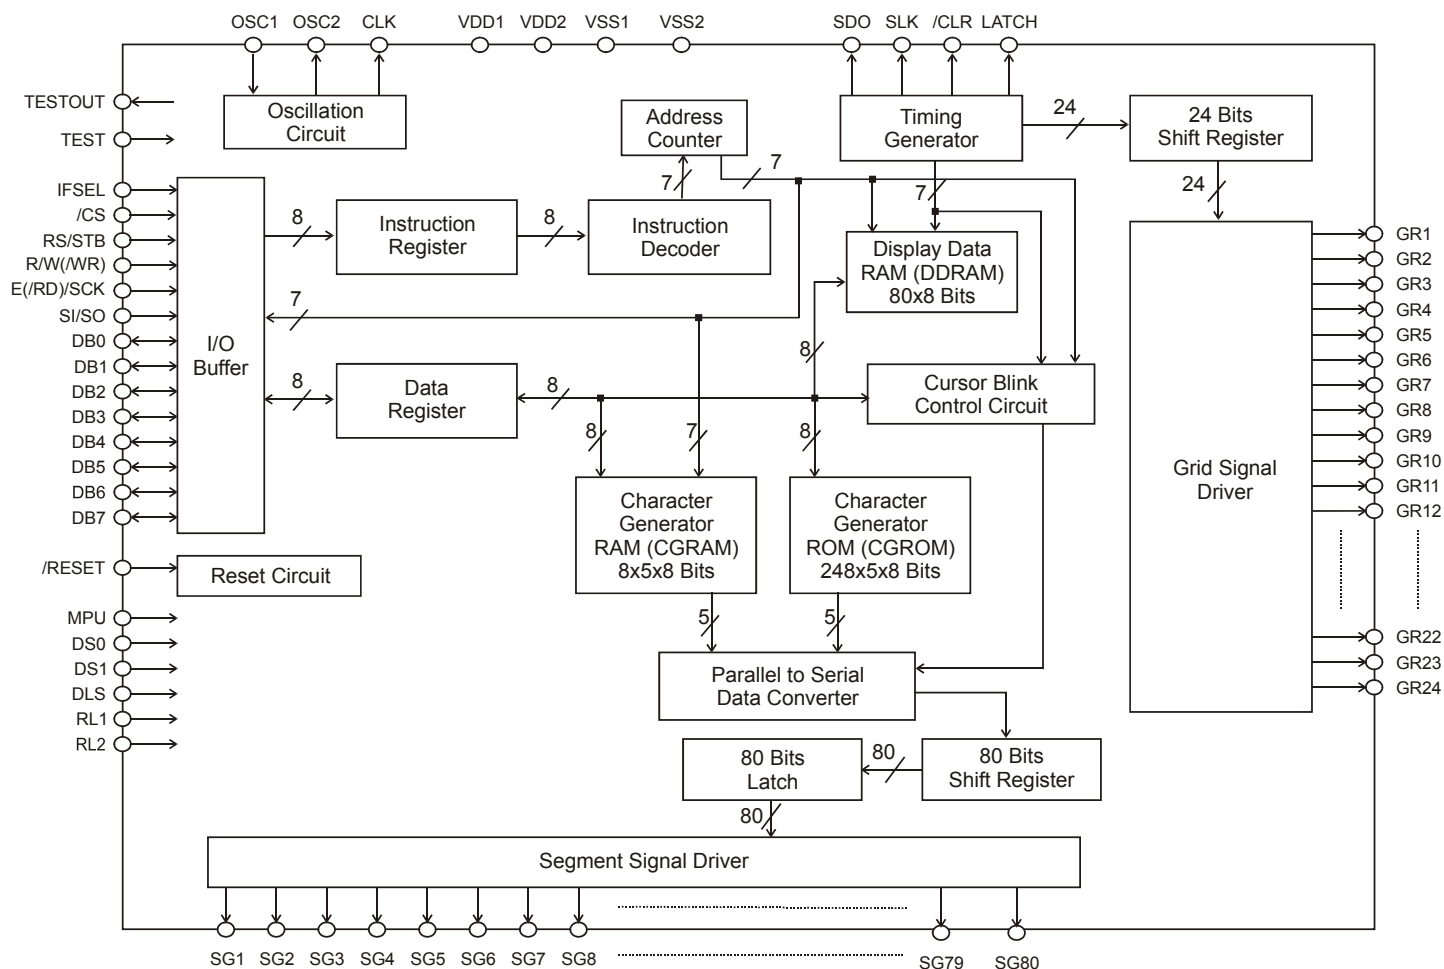 OSC1 OSC2 CLK VDD1 VDD2 VSS1 VSS2 SDO SLK /CLR LATCH
TESTOUT
TEST
Oscillation
Circuit
Address
Counter
Timing
Generator
24
24 Bits
Shift Register
7
7
7
24
IFSEL
/CS
RS/STB
R/W(/WR)
E(/RD)/SCK
SI/SO
DB0
DB1
DB2
DB3
DB4
DB5
DB6
DB7
I/O
Buffer
8
Instruction
Register
8
Instruction
Decoder
Display Data
RAM (DDRAM)
80x8 Bits
7
8
8
Data
Register
8
Cursor Blink
Control Circuit
8
7
8
Character
Generator
RAM (CGRAM)
8x5x8 Bits
Character
Generator
ROM (CGROM)
248x5x8 Bits
Grid Signal
Driver
GR1
GR2
GR3
GR4
GR5
GR6
GR7
GR8
GR9
GR10
GR11
GR12
GR22
GR23
GR24
/RESET
Reset Circuit
MPU
DS0
DS1
DLS
RL1
RL2
5
5
Parallel to Serial
Data Converter
80 Bits
Latch
80
80 Bits
Shift Register
80
Segment Signal Driver
SG1 SG2 SG3 SG4 SG5 SG6 SG7 SG8 SG79 SG80